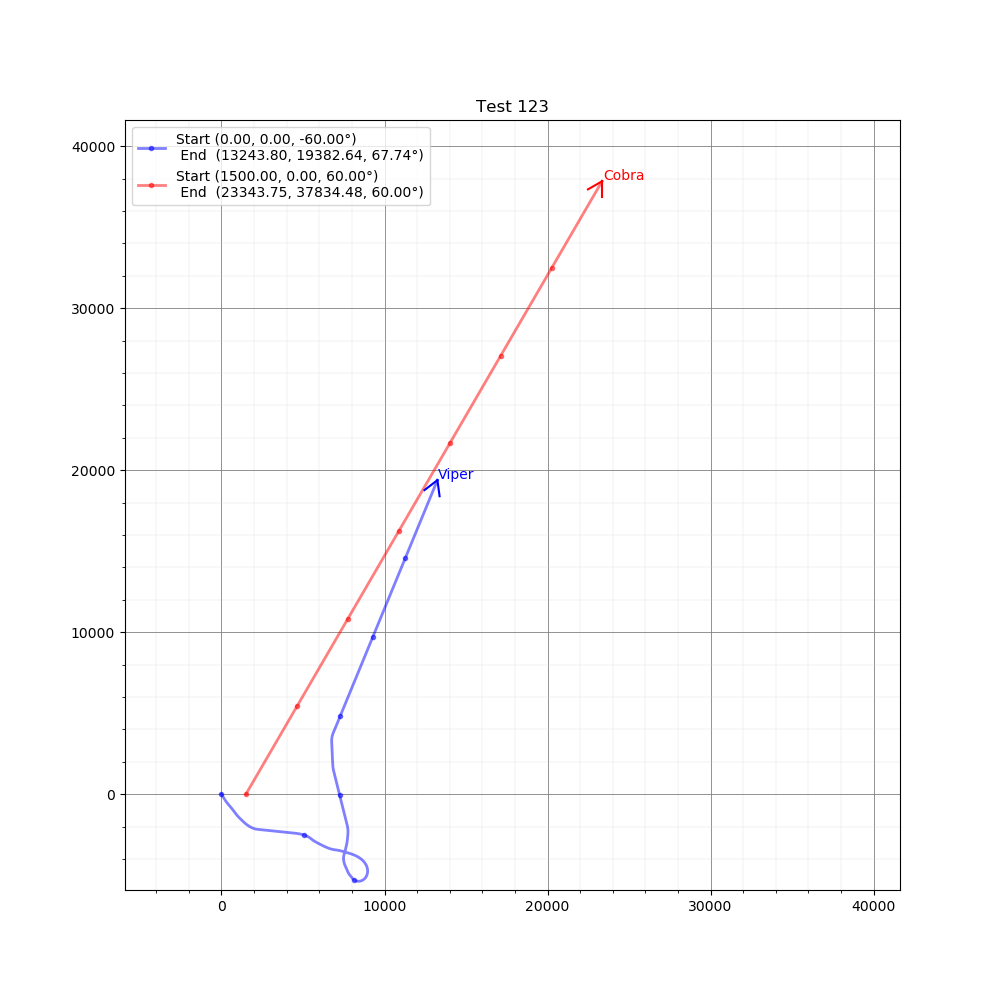 Test 123
Start (0.00, 0.00, -60.00°)
End  (13243.80, 19382.64, 67.74°)
Start (1500.00, 0.00, 60.00°)
End  (23343.75, 37834.48, 60.00°)
40000
Cobra
30000
20000
Viper
10000
0
0 10000 20000 30000 40000